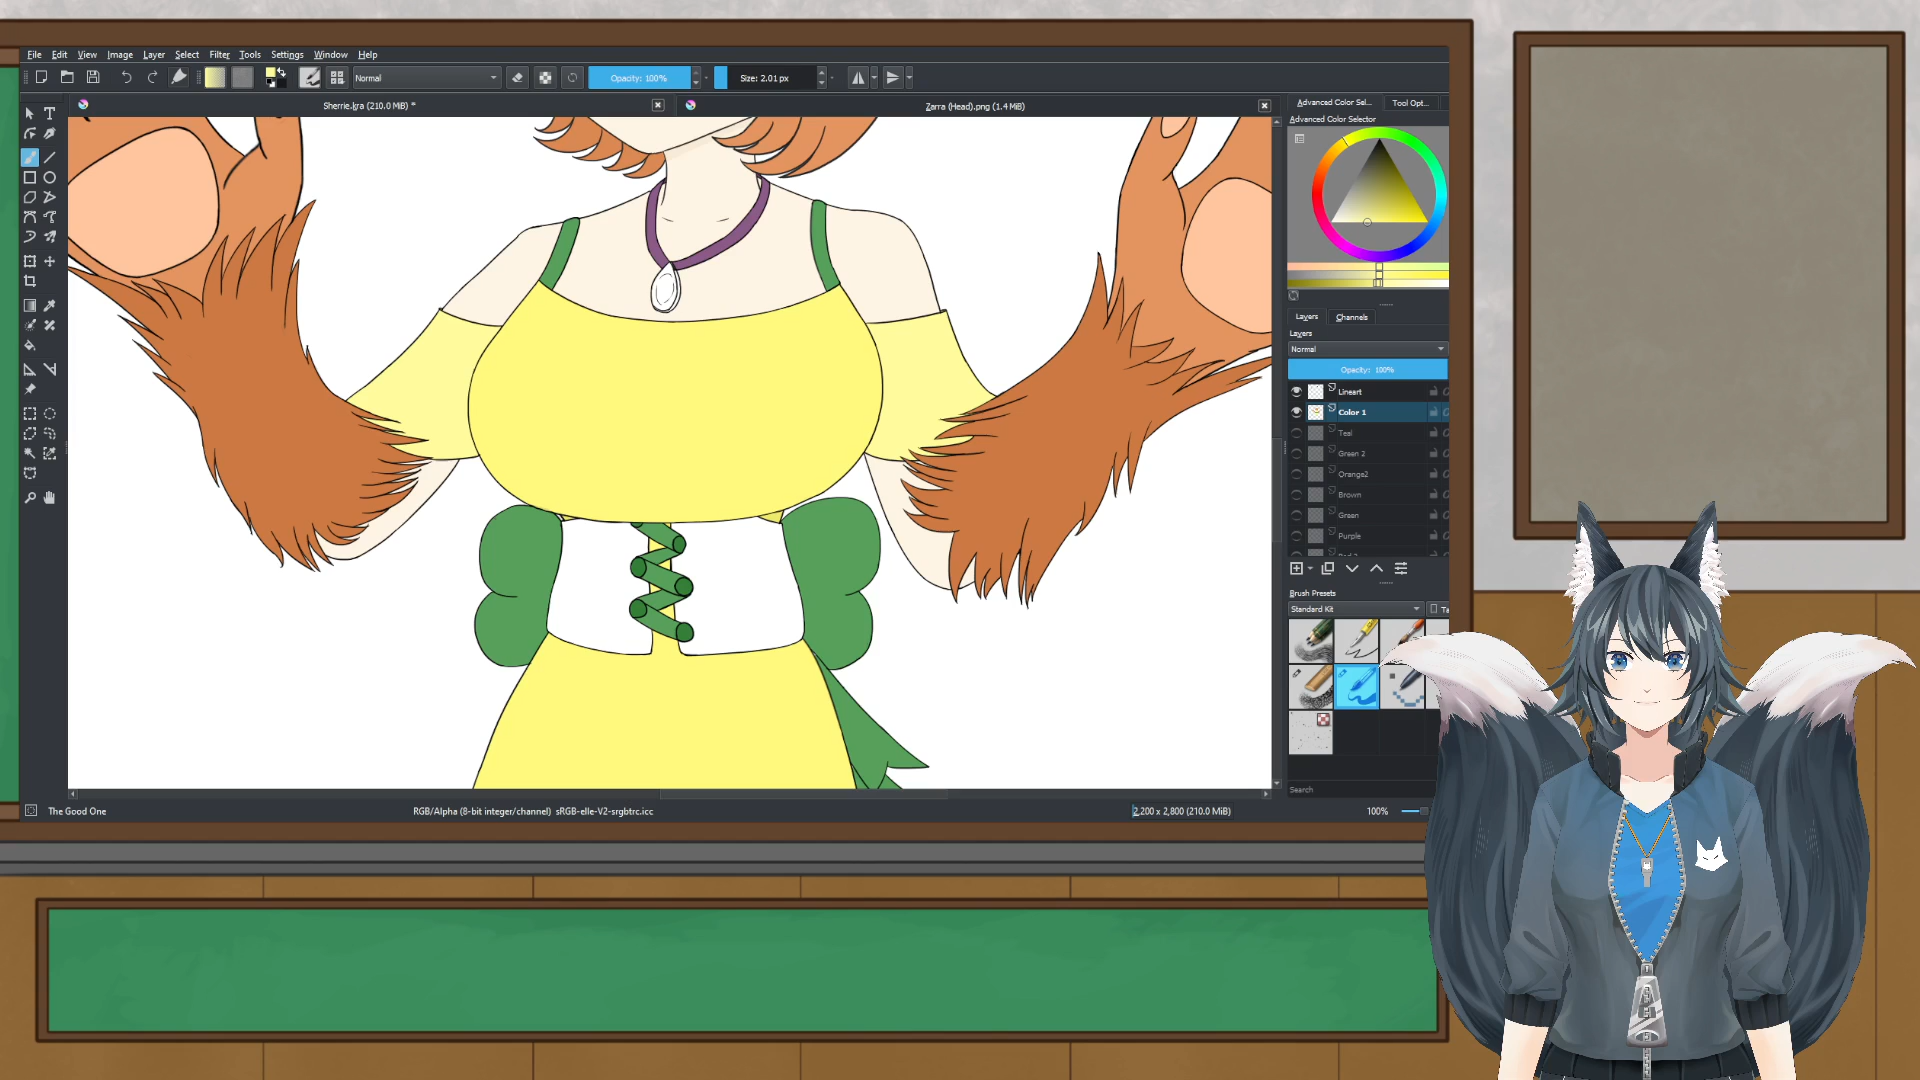 File Edit View Image Layer Select Filter Tools Settings Window Help
Normal Opacity: 100% Size: 2.01 px
Sherrie.kra (210.0 MiB) * Zarra (Head).png (1.4 MiB)
Advanced Color Sel... Tool Opt...
Advanced Color Selector
Layers Channels
Layers
Normal
Opacity: 100%
Lineart
Color 1
Teal
Green 2
Orange2
Brown
Green
Purple
Brush Presets
Standard Kit Ta
Search
The Good One RGB/Alpha (8-bit integer/channel) sRGB-elle-V2-srgbtrc.icc 2,200 x 2,800 (210.0 MiB) 100%